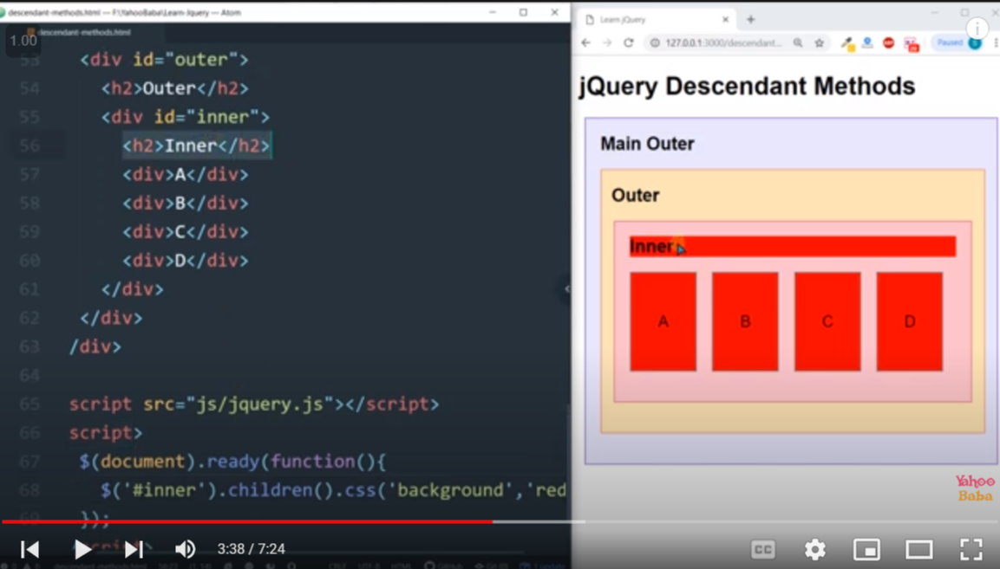 descendant-methods.html — F:\YahooBaba\Learn-Jquery — Atom
1.00
descendant-methods.html
53 <div id="outer">
54 <h2>Outer</h2>
55 <div id="inner">
56 <h2>Inner</h2>
57 <div>A</div>
58 <div>B</div>
59 <div>C</div>
60 <div>D</div>
61 </div>
62 </div>
63 /div>
64
65 script src="js/jquery.js"></script>
66 script>
67 $(document).ready(function(){
68 $('#inner').children().css('background','red
69 });
script>
3:38 / 7:24
CC
Learn jQuery
127.0.0.1:3000/descendant...
Paused
jQuery Descendant Methods
Main Outer
Outer
Inner
A B C D
Yahoo
Baba